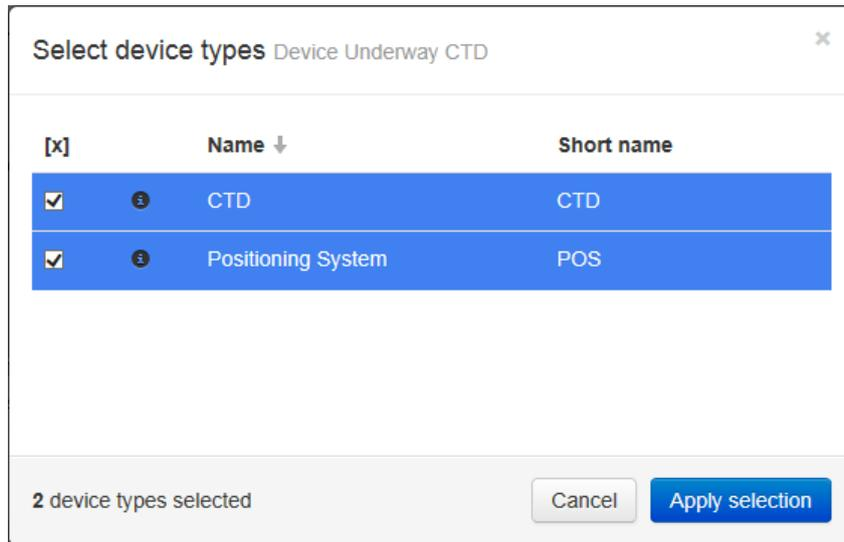 Select device types Device Underway CTD ×
[x] Name Short name
CTD CTD
Positioning System POS
2 device types selected Cancel Apply selection